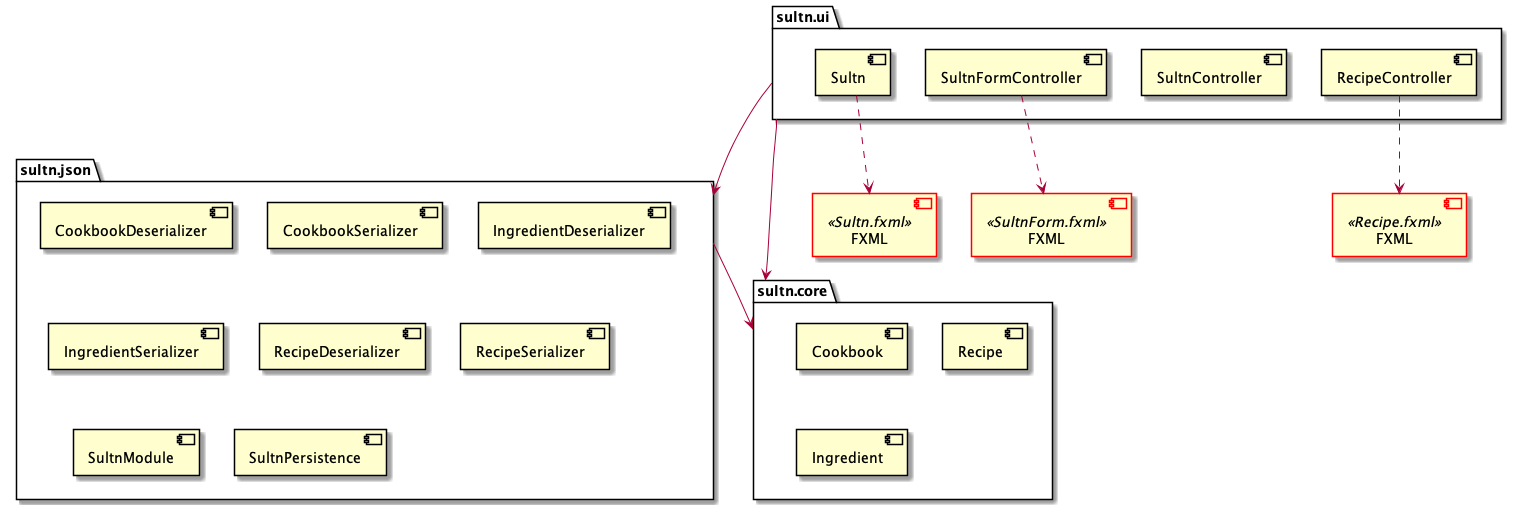 sultn.ui
Sultn
SultnFormController
SultnController
RecipeController
sultn.json
CookbookDeserializer
CookbookSerializer
IngredientDeserializer
IngredientSerializer
RecipeDeserializer
RecipeSerializer
SultnModule
SultnPersistence
«Sultn.fxml»
FXML
«SultnForm.fxml»
FXML
«Recipe.fxml»
FXML
sultn.core
Cookbook
Recipe
Ingredient